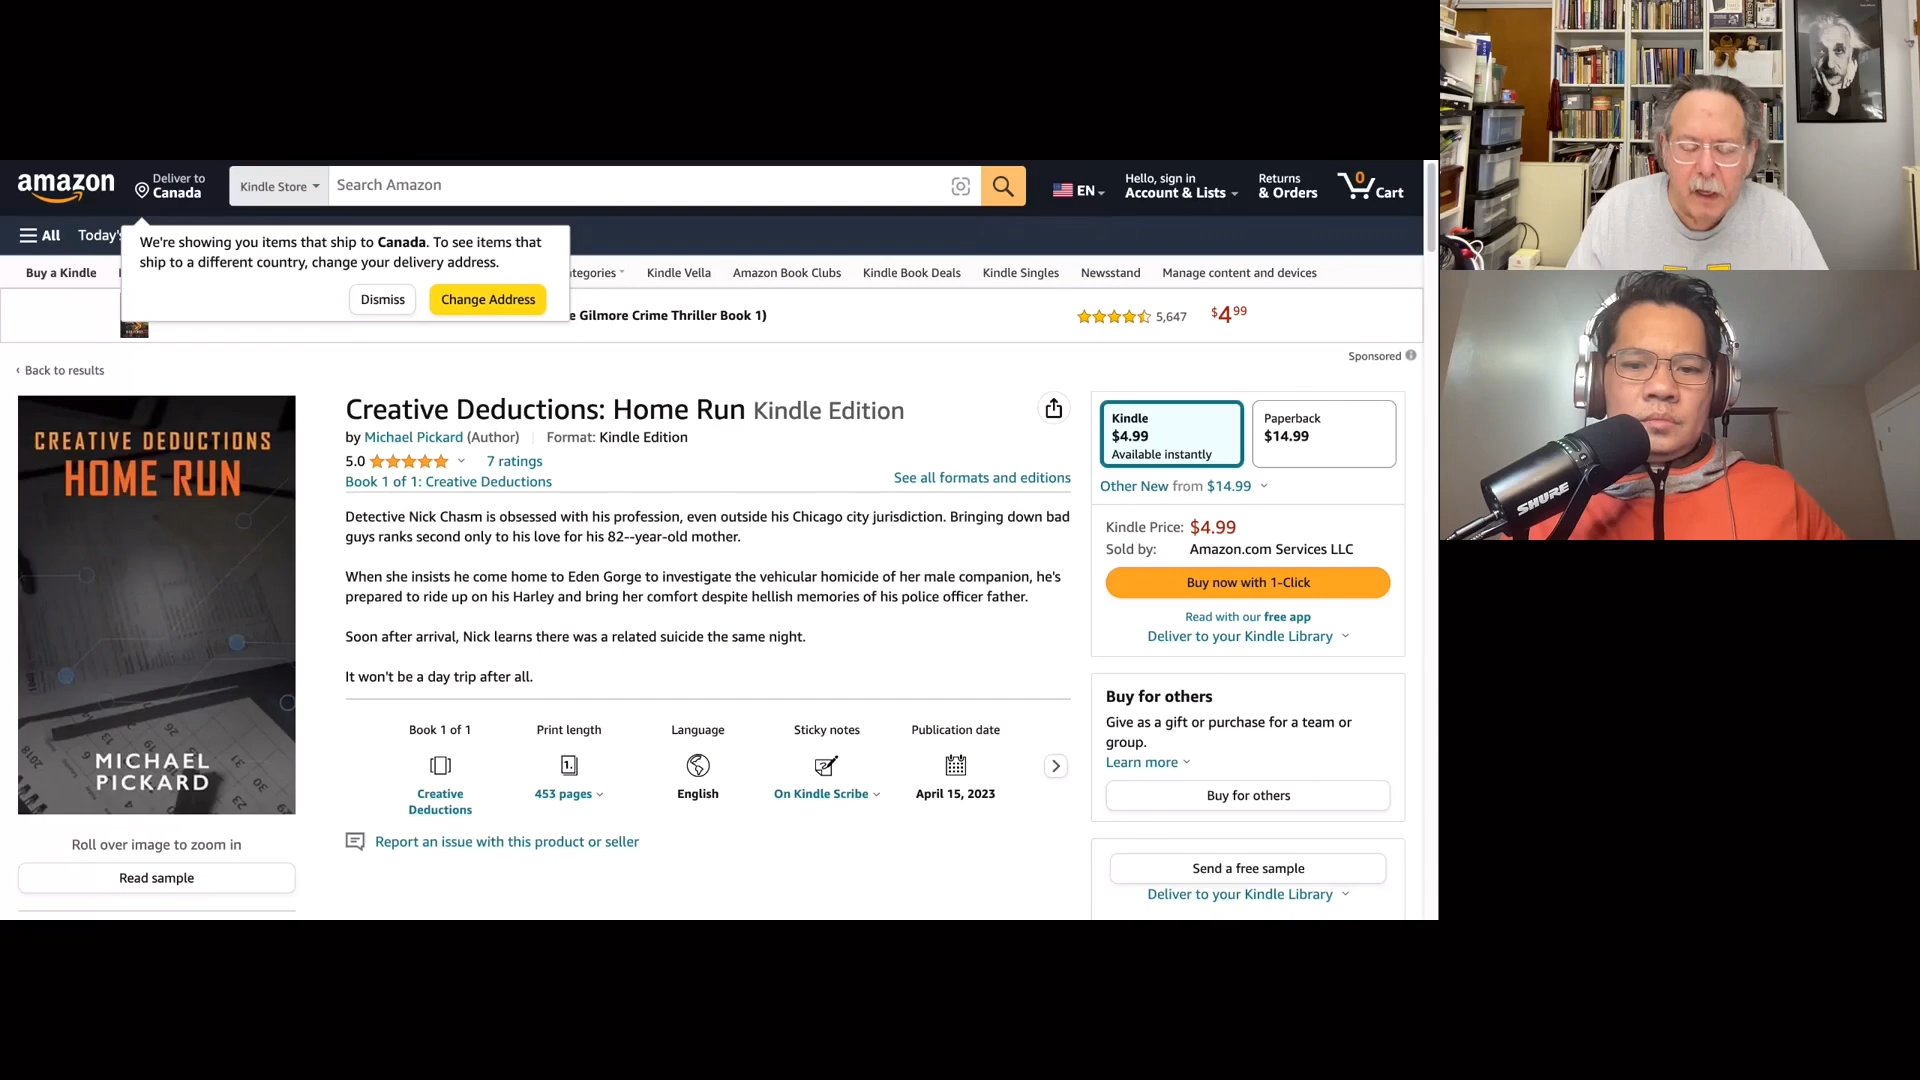 amazon
Deliver to
Canada
Kindle Store
Search Amazon
EN
Hello, sign in
Account & Lists
Returns
& Orders
0
Cart
All
Today's
We're showing you items that ship to Canada. To see items that
ship to a different country, change your delivery address.
Dismiss
Change Address
Buy a Kindle
Kindle Vella
Amazon Book Clubs
Kindle Book Deals
Kindle Singles
Newsstand
Manage content and devices
Gilmore Crime Thriller Book 1)
5,647
$4.99
Sponsored
‹ Back to results
CREATIVE DEDUCTIONS
HOME RUN
MICHAEL
PICKARD
Roll over image to zoom in
Read sample
Creative Deductions: Home Run Kindle Edition
by Michael Pickard (Author) | Format: Kindle Edition
5.0
7 ratings
Book 1 of 1: Creative Deductions
See all formats and editions
Detective Nick Chasm is obsessed with his profession, even outside his Chicago city jurisdiction. Bringing down bad
guys ranks second only to his love for his 82--year-old mother.
When she insists he come home to Eden Gorge to investigate the vehicular homicide of her male companion, he's
prepared to ride up on his Harley and bring her comfort despite hellish memories of his police officer father.
Soon after arrival, Nick learns there was a related suicide the same night.
It won't be a day trip after all.
Book 1 of 1
Creative
Deductions
Print length
453 pages
Language
English
Sticky notes
On Kindle Scribe
Publication date
April 15, 2023
Report an issue with this product or seller
Kindle
$4.99
Available instantly
Paperback
$14.99
Other New from $14.99
Kindle Price: $4.99
Sold by: Amazon.com Services LLC
Buy now with 1-Click
Read with our free app
Deliver to your Kindle Library
Buy for others
Give as a gift or purchase for a team or
group.
Learn more
Buy for others
Send a free sample
Deliver to your Kindle Library
SHURE